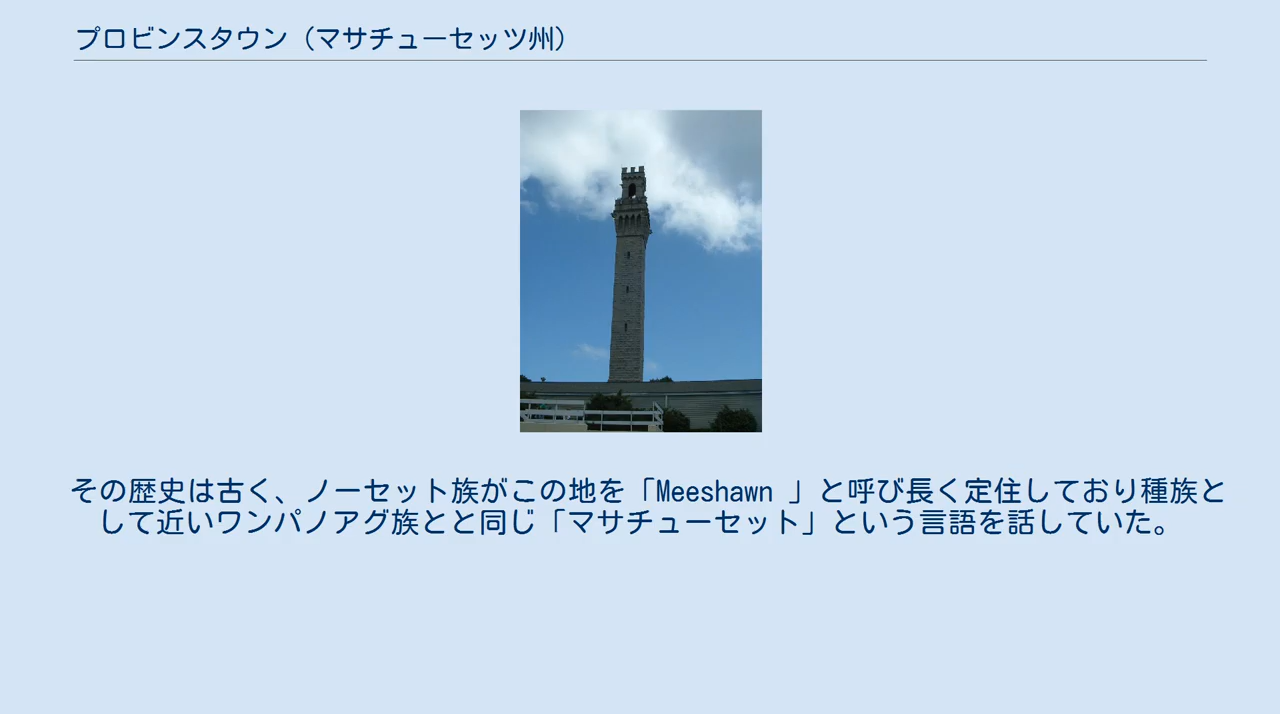 プロビンスタウン（マサチューセッツ州）
その歴史は古く、ノーセット族がこの地を「Meeshawn 」と呼び長く定住しており種族と
して近いワンパノアグ族とと同じ「マサチューセット」という言語を話していた。